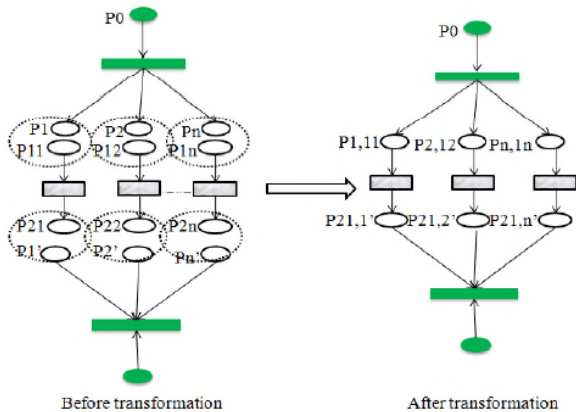 P0
P1 P2 Pn
P11 P12 P1n
P21 P22 P2n
P1' P2' Pn'
Before transformation
P0
P1,11 P2,12 Pn,1n
P21,1' P21,2' P21,n'
After transformation